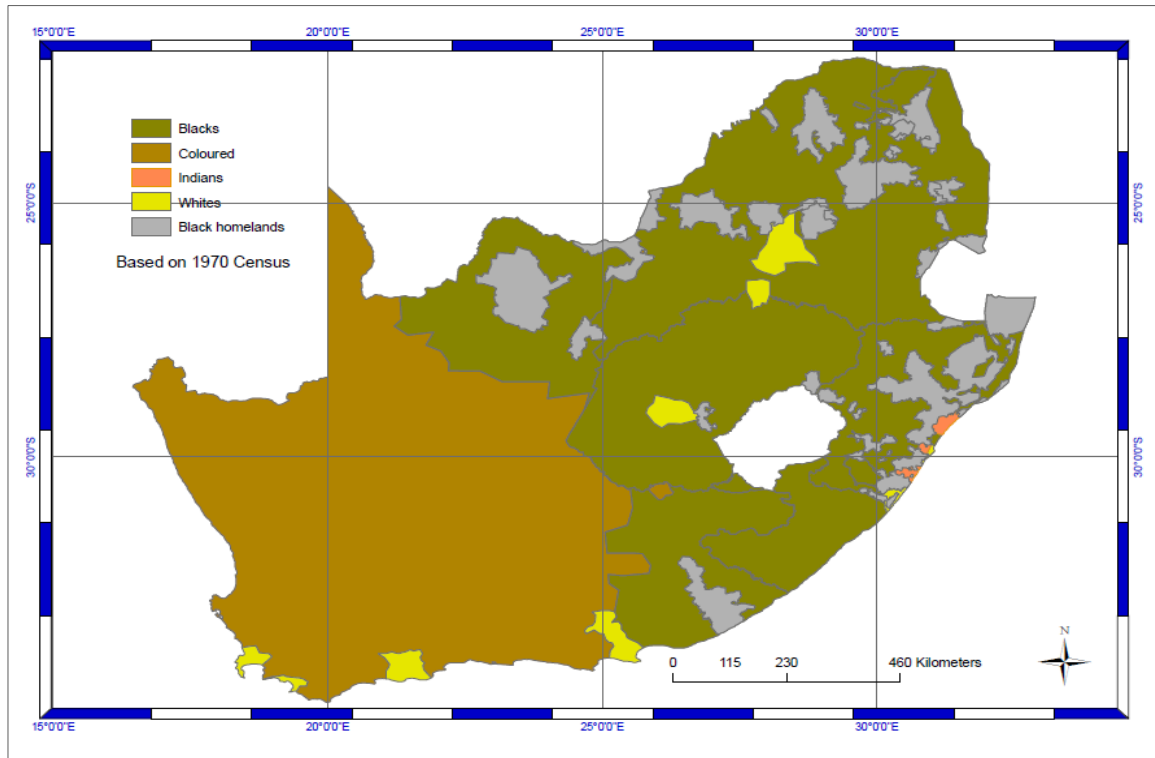 15°0'0"E 20°0'0"E 25°0'0"E 30°0'0"E
Blacks
Coloured
Indians
Whites
Black homelands
Based on 1970 Census
25°0'0"S 25°0'0"S
30°0'0"S 30°0'0"S
N
0 115 230 460 Kilometers
15°0'0"E 20°0'0"E 25°0'0"E 30°0'0"E